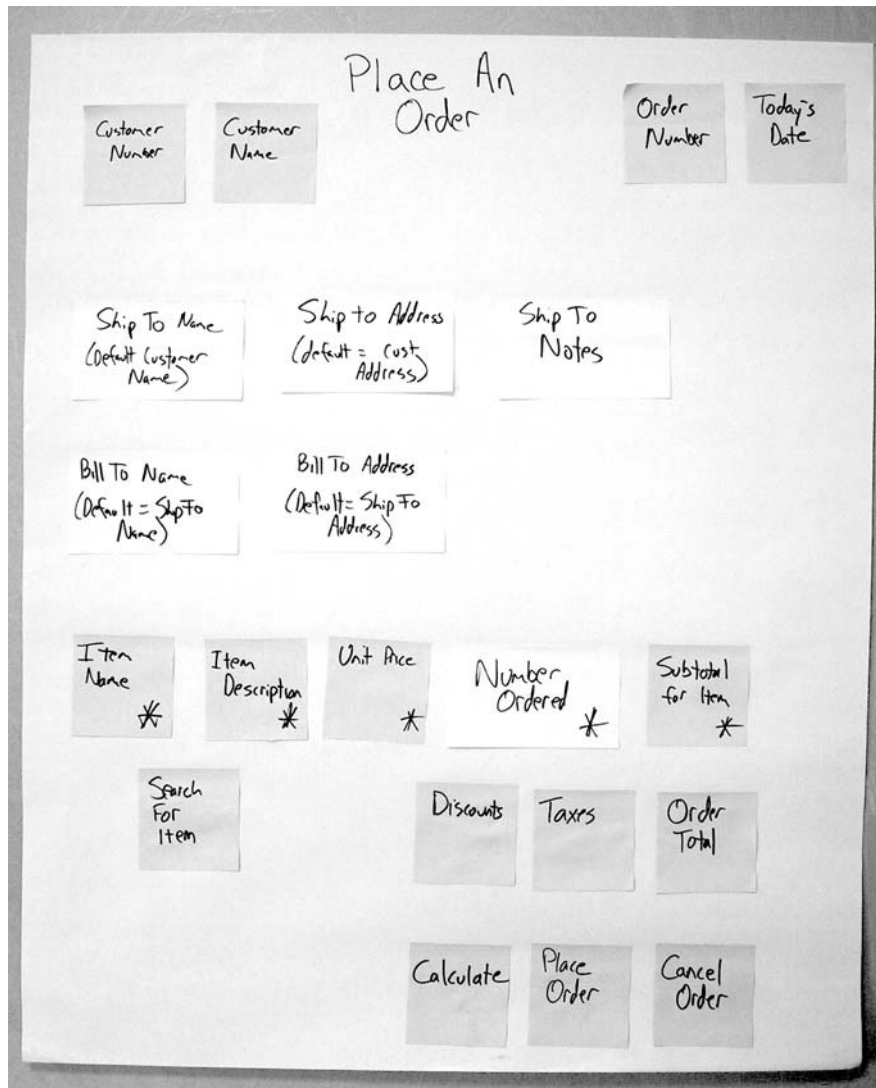 Place An
Order
Customer
Number
Customer
Name
Order
Number
Today's
Date
Ship To Name
(Default Customer
Name)
Ship to Address
(default = Cust
Address)
Ship To
Notes
Bill To Name
(Default = Ship To
Name)
Bill To Address
(Default = Ship To
Address)
Item
Name
*
Item
Description
*
Unit Price
*
Number
Ordered
*
Subtotal
for Item
*
Search
For
Item
Discounts
Taxes
Order
Total
Calculate
Place
Order
Cancel
Order